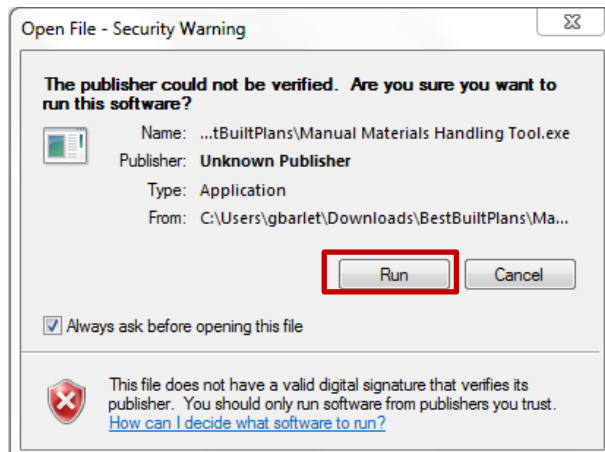 Open File - Security Warning
The publisher could not be verified. Are you sure you want to
run this software?
Name: ...tBuiltPlans\Manual Materials Handling Tool.exe
Publisher: Unknown Publisher
Type: Application
From: C:\Users\gbarlet\Downloads\BestBuiltPlans\Ma...
Run Cancel
Always ask before opening this file
This file does not have a valid digital signature that verifies its
publisher. You should only run software from publishers you trust.
How can I decide what software to run?